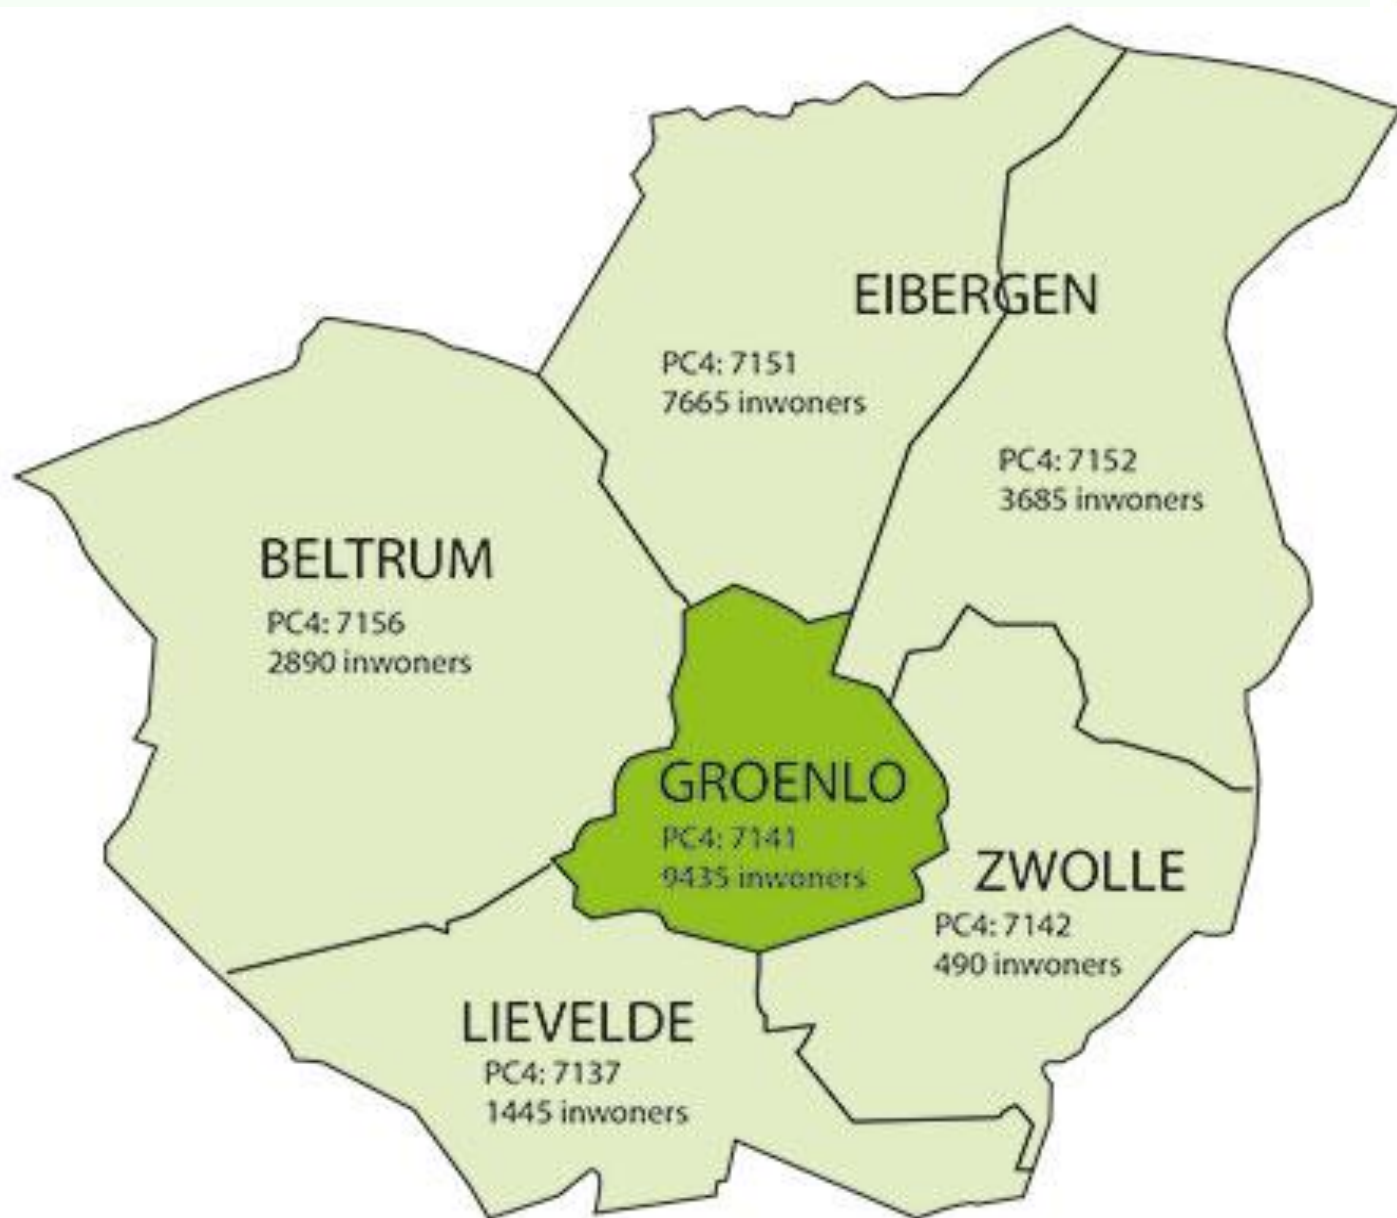 EIBERGEN
PC4: 7151
7665 inwoners
PC4: 7152
3685 inwoners
BELTRUM
PC4: 7156
2890 inwoners
GROENLO
PC4: 7141
9435 inwoners
ZWOLLE
PC4: 7142
490 inwoners
LIEVELDE
PC4: 7137
1445 inwoners